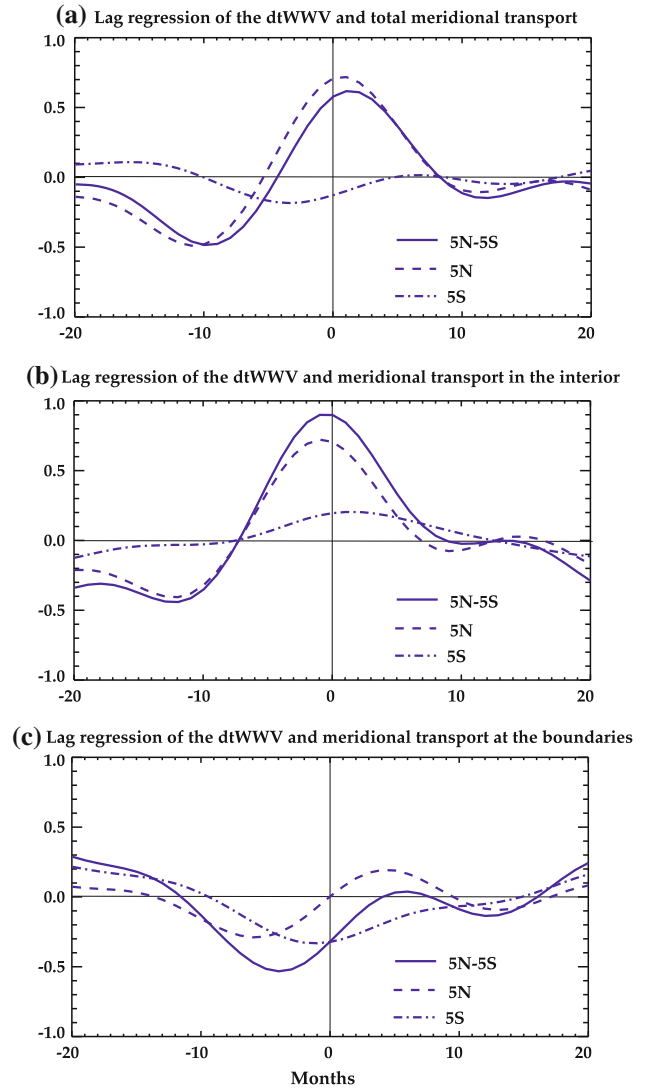 (a) Lag regression of the dtWWV and total meridional transport
1.0
0.5
0.0
-0.5
-1.0
5N-5S
5N
5S
-20 -10 0 10 20
(b) Lag regression of the dtWWV and meridional transport in the interior
1.0
0.5
0.0
-0.5
-1.0
5N-5S
5N
5S
-20 -10 0 10 20
(c) Lag regression of the dtWWV and meridional transport at the boundaries
1.0
0.5
0.0
-0.5
-1.0
5N-5S
5N
5S
-20 -10 0 10 20
Months